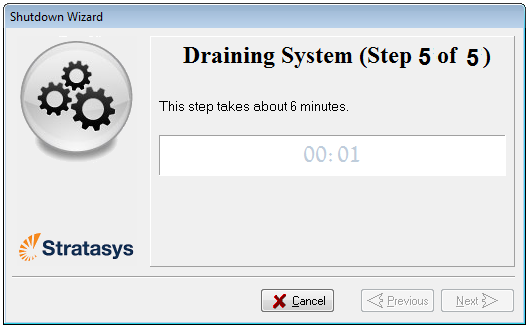 Shutdown Wizard
Draining System (Step 5 of 5)
This step takes about 6 minutes.
00:01
Stratasys
Cancel
Previous
Next